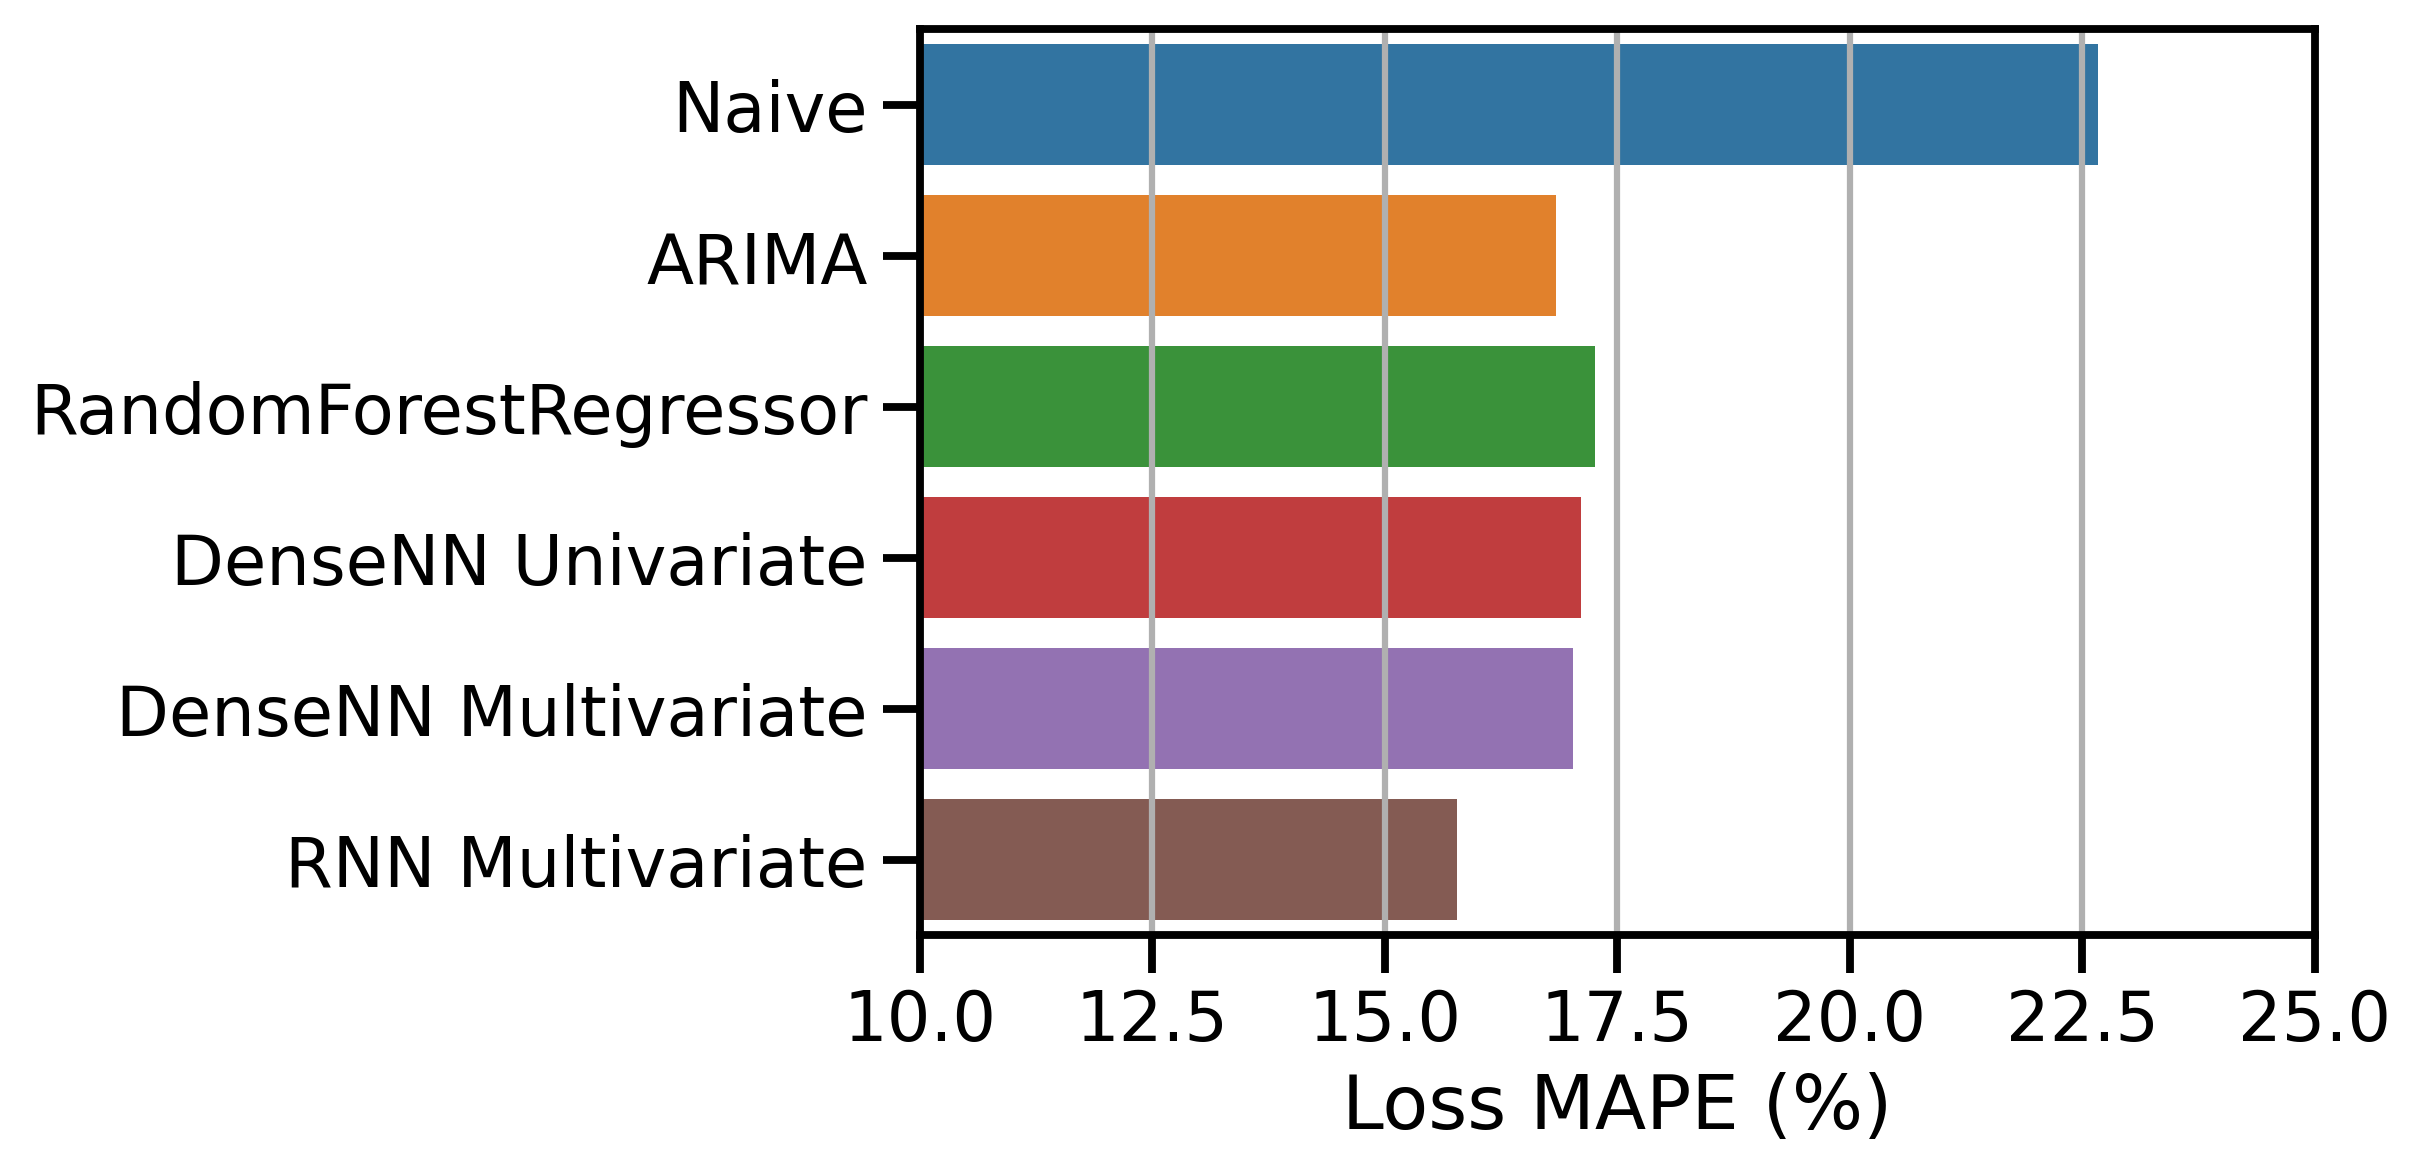 Naive
ARIMA
RandomForestRegressor
DenseNN Univariate
DenseNN Multivariate
RNN Multivariate
10.0 12.5 15.0 17.5 20.0 22.5 25.0
Loss MAPE (%)